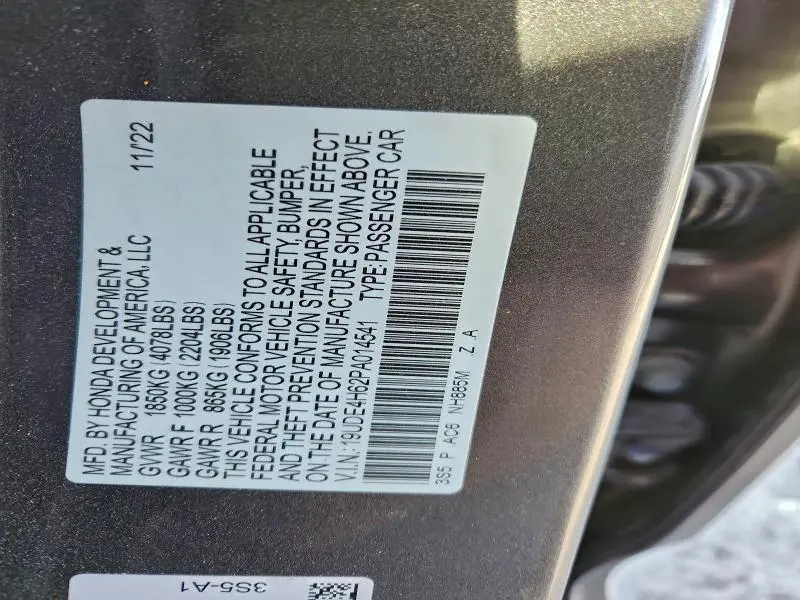 MFD. BY HONDA DEVELOPMENT &
MANUFACTURING OF AMERICA, LLC 11/22
GVWR 1850KG (4078LBS)
GAWR F 1000KG (2204LBS)
GAWR R 865KG (1906LBS)
THIS VEHICLE CONFORMS TO ALL APPLICABLE
FEDERAL MOTOR VEHICLE SAFETY, BUMPER,
AND THEFT PREVENTION STANDARDS IN EFFECT
ON THE DATE OF MANUFACTURE SHOWN ABOVE.
V.I.N.:19UDE4H62PA014541 TYPE:PASSENGER CAR
3S5 P AC6 NH885M Z A
3S5-A1